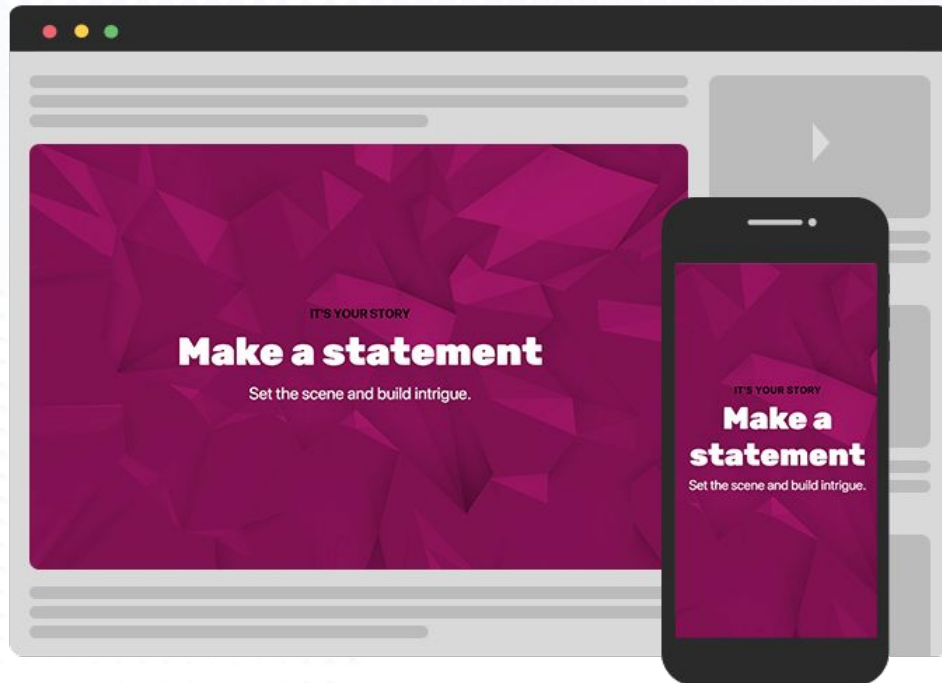 IT'S YOUR STORY
Make a statement
Set the scene and build intrigue.
IT'S YOUR STORY
Make a
statement
Set the scene and build intrigue.